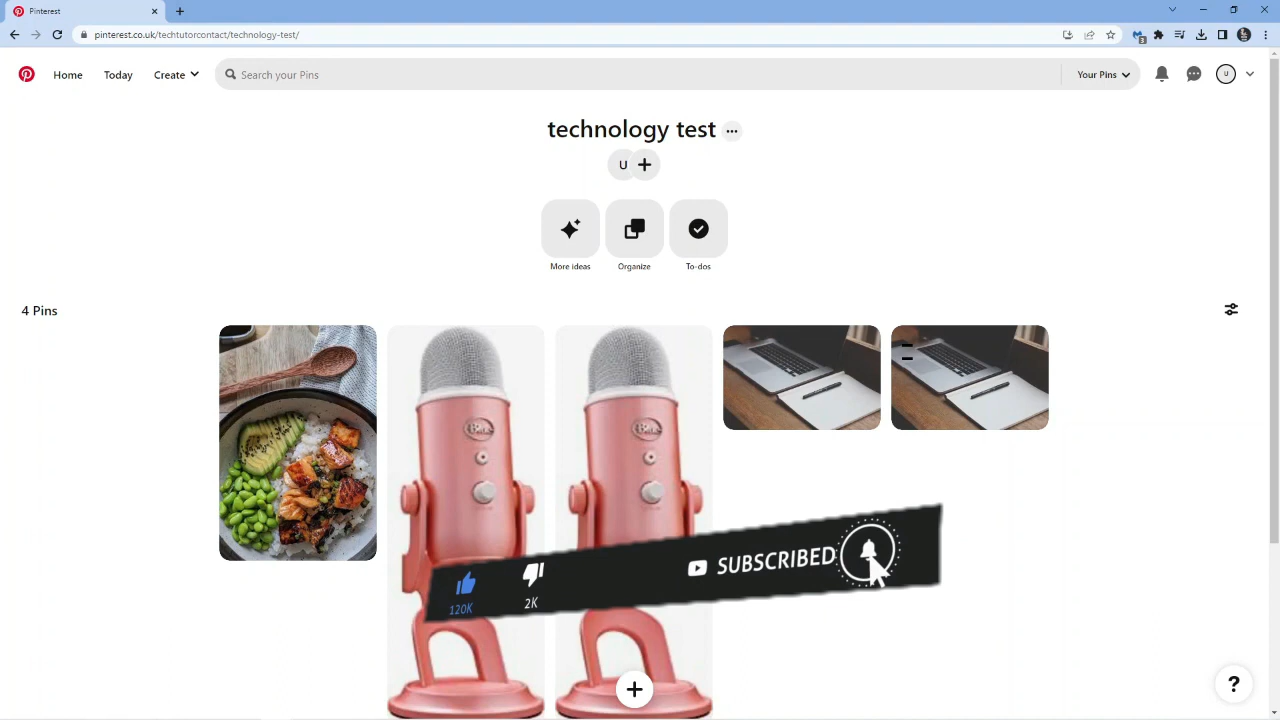 Pinterest
pinterest.co.uk/techtutorcontact/technology-test/
3
Home
Today
Create
Search your Pins
Your Pins
U
technology test
U
More ideas
Organize
To-dos
4 Pins
120K
2K
SUBSCRIBED
?